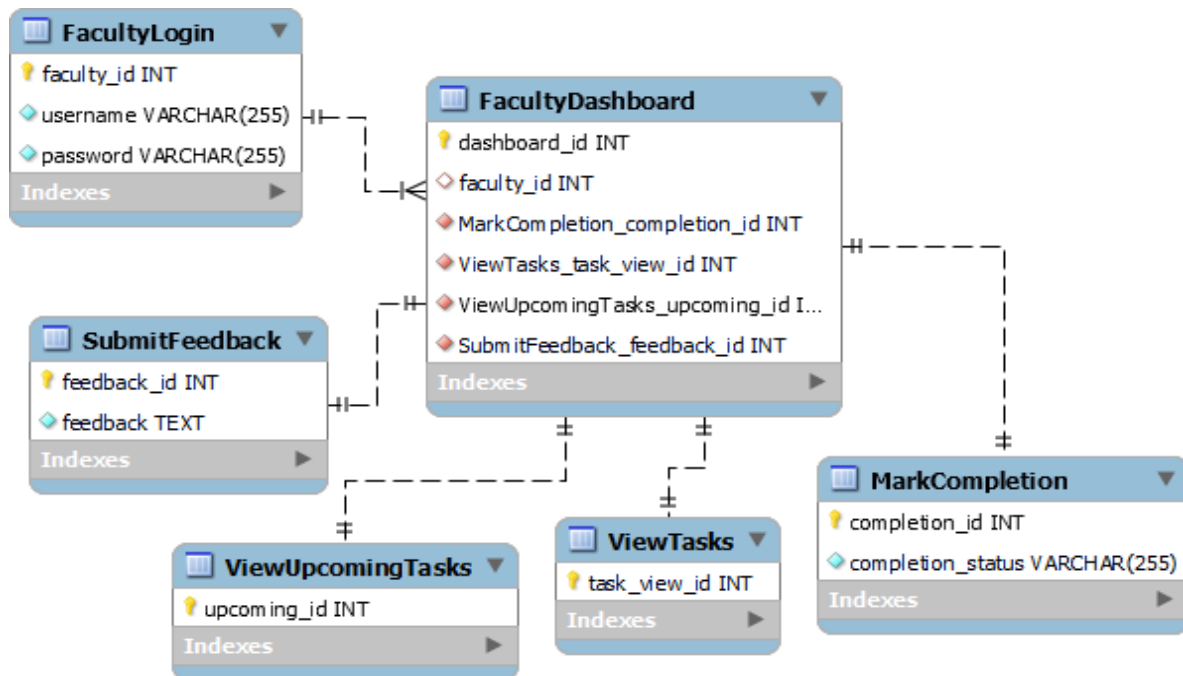 FacultyLogin
faculty_id INT
username VARCHAR(255)
password VARCHAR(255)
Indexes
FacultyDashboard
dashboard_id INT
faculty_id INT
MarkCompletion_completion_id INT
ViewTasks_task_view_id INT
ViewUpcomingTasks_upcoming_id I...
SubmitFeedback_feedback_id INT
Indexes
SubmitFeedback
feedback_id INT
feedback TEXT
Indexes
ViewUpcomingTasks
upcoming_id INT
Indexes
ViewTasks
task_view_id INT
Indexes
MarkCompletion
completion_id INT
completion_status VARCHAR(255)
Indexes